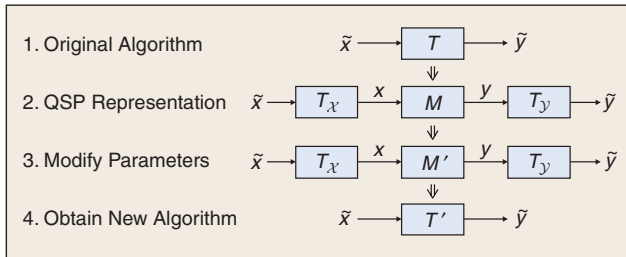 1. Original Algorithm x̃ T ỹ
2. QSP Representation x̃ T𝒳 x M y T𝒴 ỹ
3. Modify Parameters x̃ T𝒳 x M′ y T𝒴 ỹ
4. Obtain New Algorithm x̃ T′ ỹ